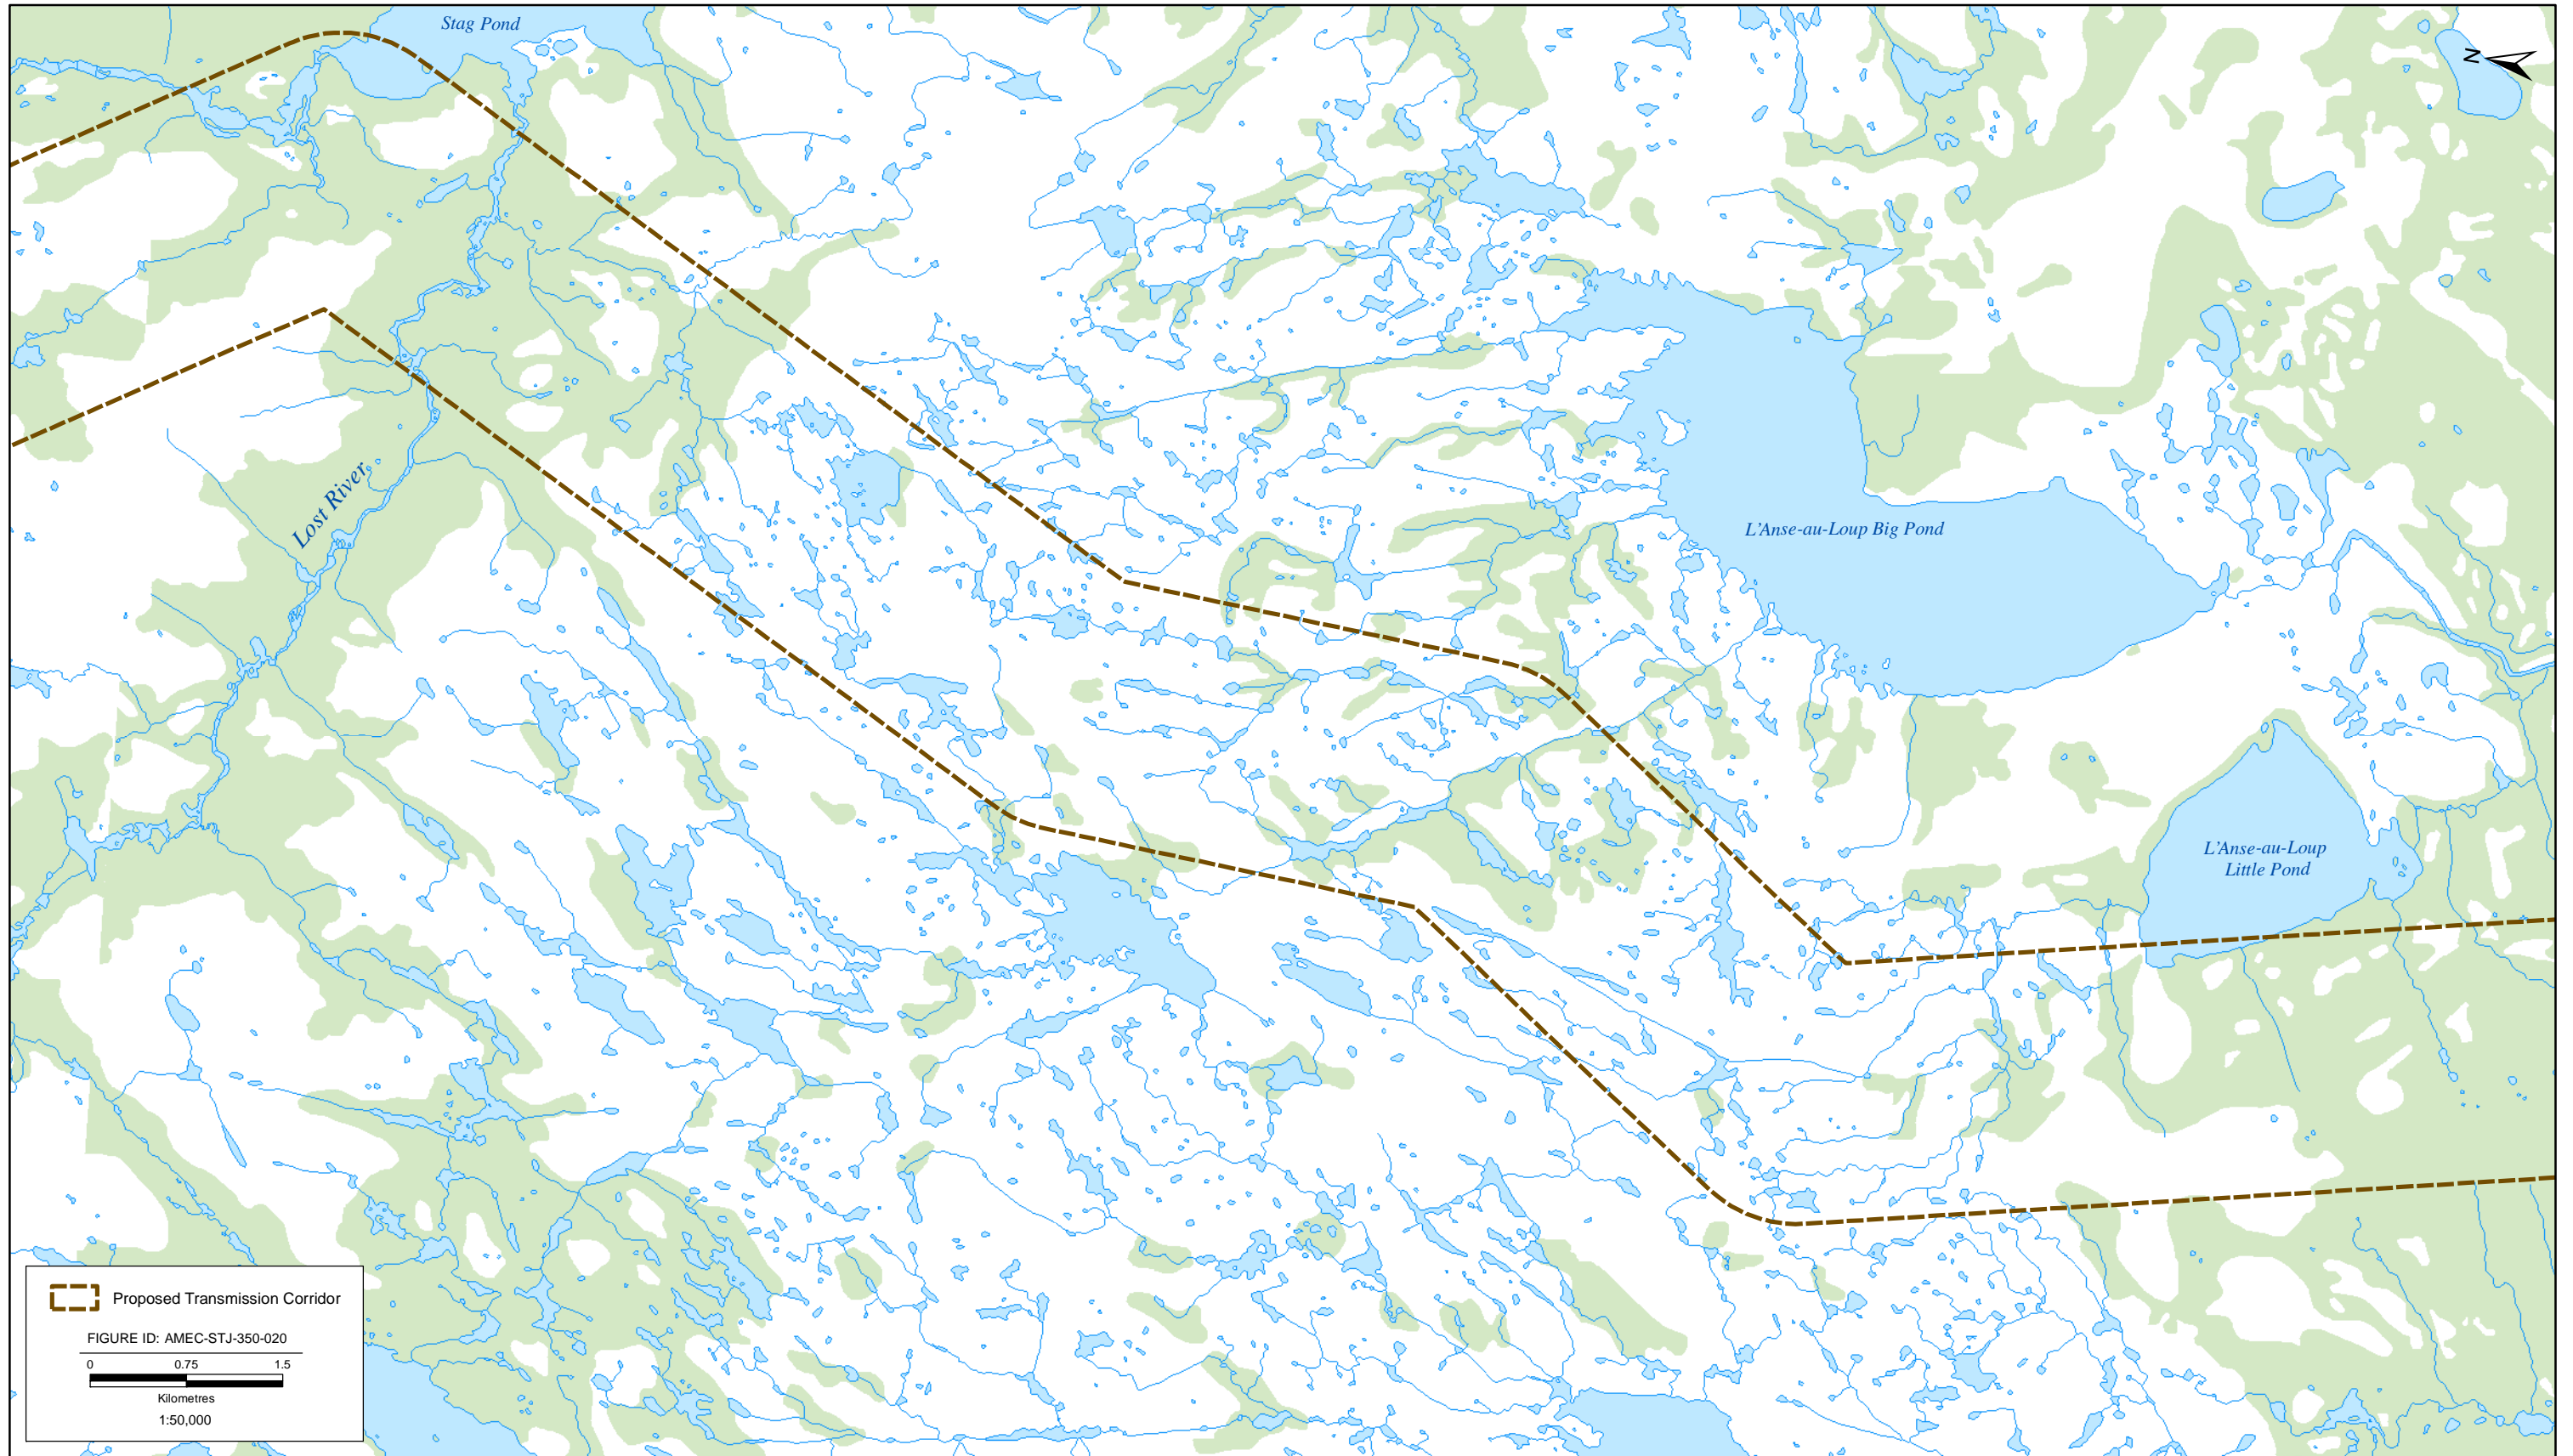 Stag Pond
N
Lost River
L'Anse-au-Loup Big Pond
L'Anse-au-Loup
Little Pond
Proposed Transmission Corridor
FIGURE ID: AMEC-STJ-350-020
0 0.75 1.5
Kilometres
1:50,000